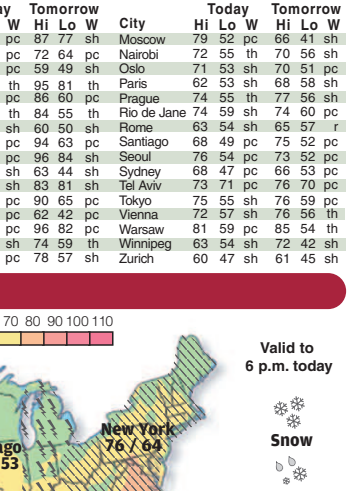 ay Tomorrow Today Tomorrow
W Hi Lo W City Hi Lo W Hi Lo W
pc 87 77 sh Moscow 79 52 pc 66 41 sh
pc 72 64 pc Nairobi 72 55 th 70 56 sh
pc 59 49 sh Oslo 71 53 sh 70 51 pc
th 95 81 th Paris 62 53 sh 68 58 sh
pc 86 60 pc Prague 74 55 th 77 56 sh
th 84 55 th Rio de Jane 74 59 sh 74 60 pc
sh 60 50 sh Rome 63 54 sh 65 57 r
pc 94 63 pc Santiago 68 49 pc 75 52 pc
pc 96 84 sh Seoul 76 54 pc 73 52 pc
sh 63 44 sh Sydney 68 47 pc 66 53 pc
sh 83 81 sh Tel Aviv 73 71 pc 76 70 pc
pc 90 65 pc Tokyo 75 55 sh 76 59 pc
pc 62 42 pc Vienna 72 57 sh 76 56 th
pc 96 82 pc Warsaw 81 59 pc 85 54 th
sh 74 59 th Winnipeg 63 54 sh 72 42 sh
pc 78 57 sh Zurich 60 47 sh 61 45 sh
70 80 90 100 110
Valid to
6 p.m. today
New York
76 / 64
ago
53
Snow